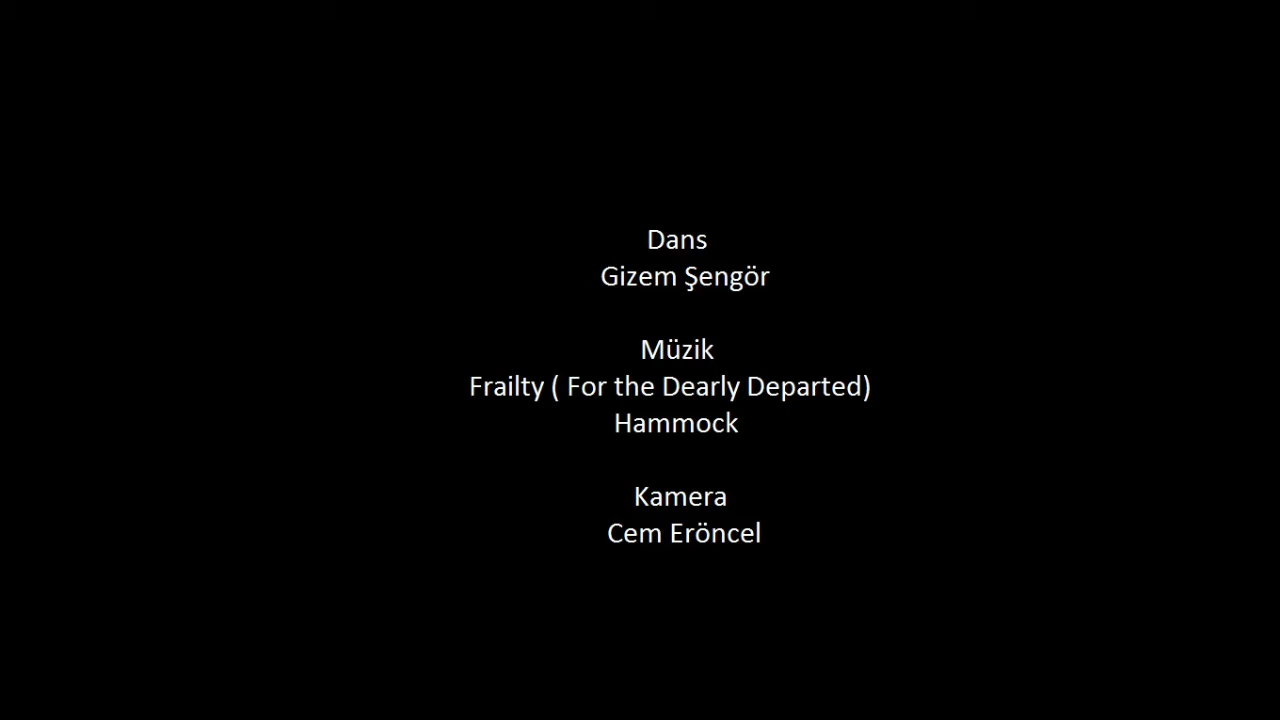 Dans
Gizem Şengör
Müzik
Frailty ( For the Dearly Departed)
Hammock
Kamera
Cem Eröncel